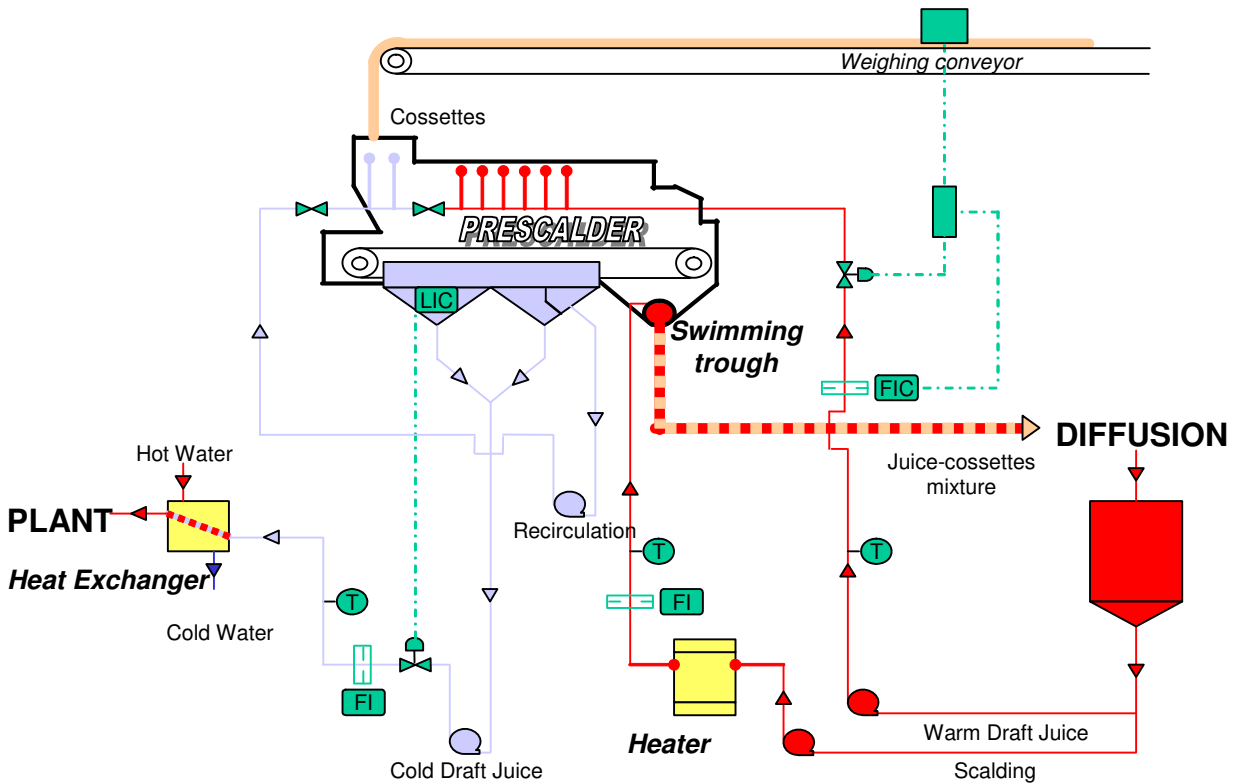 Weighing conveyor
Cossettes
PRESCALDER
LIC
Swimming
trough
FIC
DIFFUSION
Juice-cossettes
mixture
Hot Water
PLANT
Recirculation
Heat Exchanger
T
T
T
FI
Cold Water
FI
Heater
Warm Draft Juice
Cold Draft Juice
Scalding